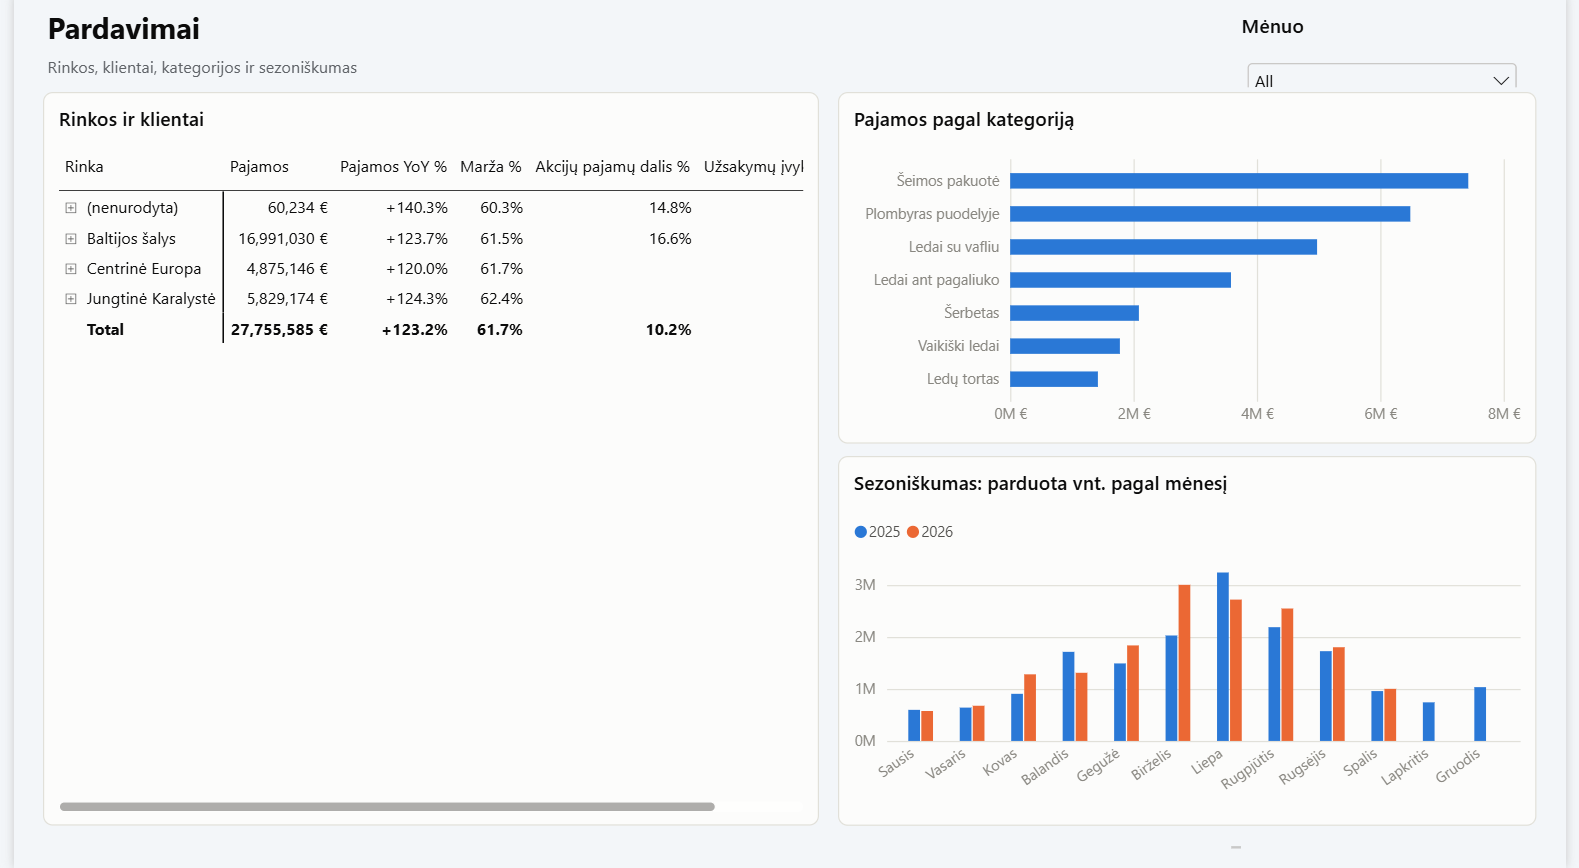 Pardavimai
Rinkos, klientai, kategorijos ir sezoniškumas
Mėnuo
All
Rinkos ir klientai
Rinka Pajamos Pajamos YoY % Marža % Akcijų pajamų dalis % Užsakymų įvyk
(nenurodyta) 60,234 € +140.3% 60.3% 14.8%
Baltijos šalys 16,991,030 € +123.7% 61.5% 16.6%
Centrinė Europa 4,875,146 € +120.0% 61.7%
Jungtinė Karalystė 5,829,174 € +124.3% 62.4%
Total 27,755,585 € +123.2% 61.7% 10.2%
Pajamos pagal kategoriją
Šeimos pakuotė
Plombyras puodelyje
Ledai su vafliu
Ledai ant pagaliuko
Šerbetas
Vaikiški ledai
Ledų tortas
0M € 2M € 4M € 6M € 8M €
Sezoniškumas: parduota vnt. pagal mėnesį
2025 2026
3M
2M
1M
0M
Sausis Vasaris Kovas Balandis Gegužė Birželis Liepa Rugpjūtis Rugsėjis Spalis Lapkritis Gruodis